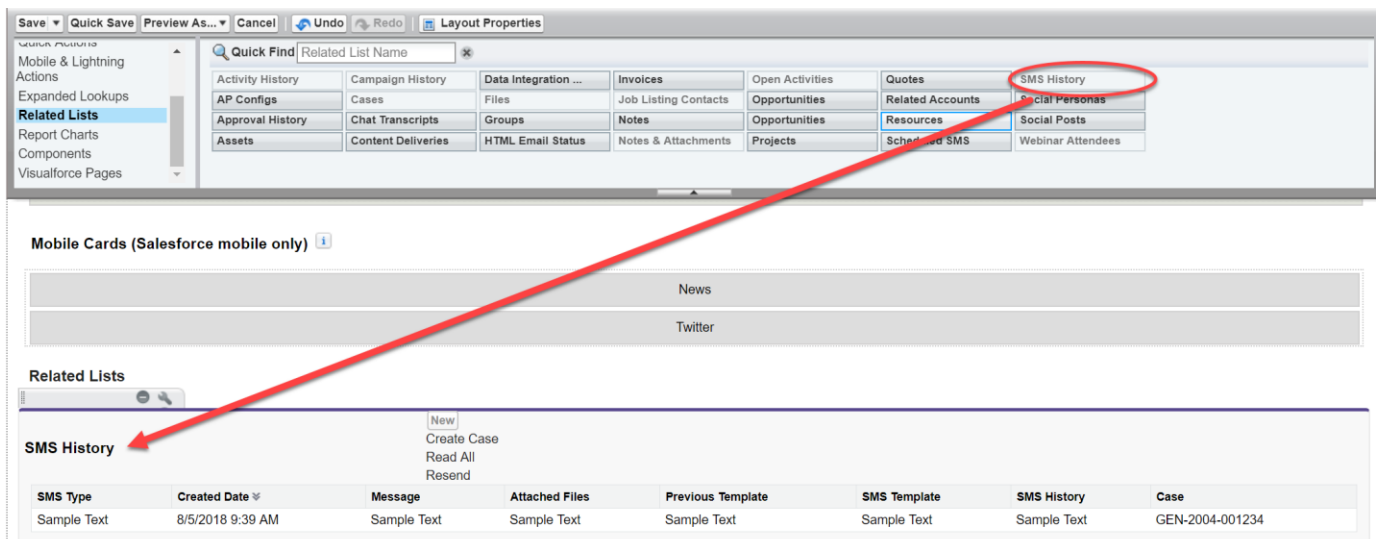 Save Quick Save Preview As... Cancel Undo Redo Layout Properties
Quick Actions
Mobile & Lightning
Actions
Expanded Lookups
Related Lists
Report Charts
Components
Visualforce Pages
Quick Find Related List Name
Activity History Campaign History Data Integration ... Invoices Open Activities Quotes SMS History
AP Configs Cases Files Job Listing Contacts Opportunities Related Accounts Social Personas
Approval History Chat Transcripts Groups Notes Opportunities Resources Social Posts
Assets Content Deliveries HTML Email Status Notes & Attachments Projects Scheduled SMS Webinar Attendees
Mobile Cards (Salesforce mobile only) i
News
Twitter
Related Lists
SMS History
New
Create Case
Read All
Resend
SMS Type Created Date Message Attached Files Previous Template SMS Template SMS History Case
Sample Text 8/5/2018 9:39 AM Sample Text Sample Text Sample Text Sample Text Sample Text GEN-2004-001234